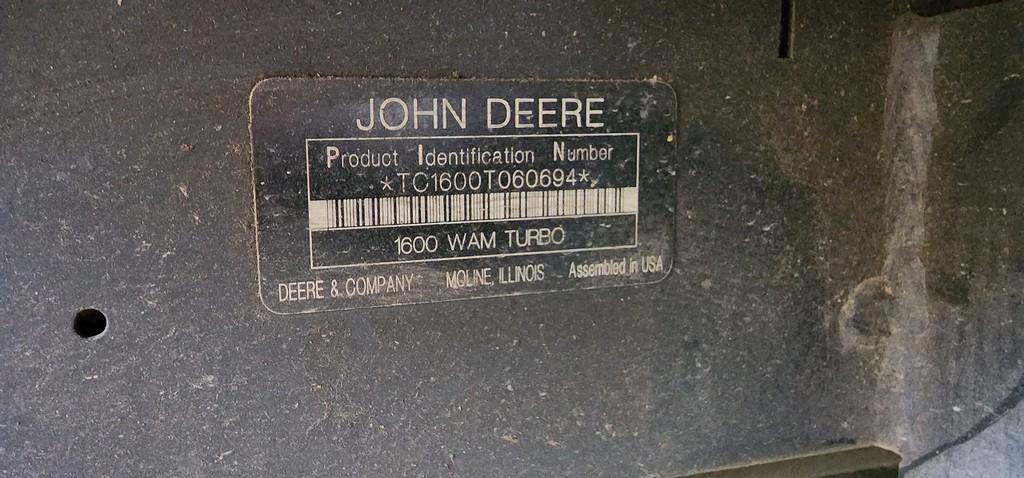 JOHN DEERE
Product Identification Number
*TC1600T060694*
1600 WAM TURBO
DEERE & COMPANY MOLINE, ILLINOIS Assembled in USA